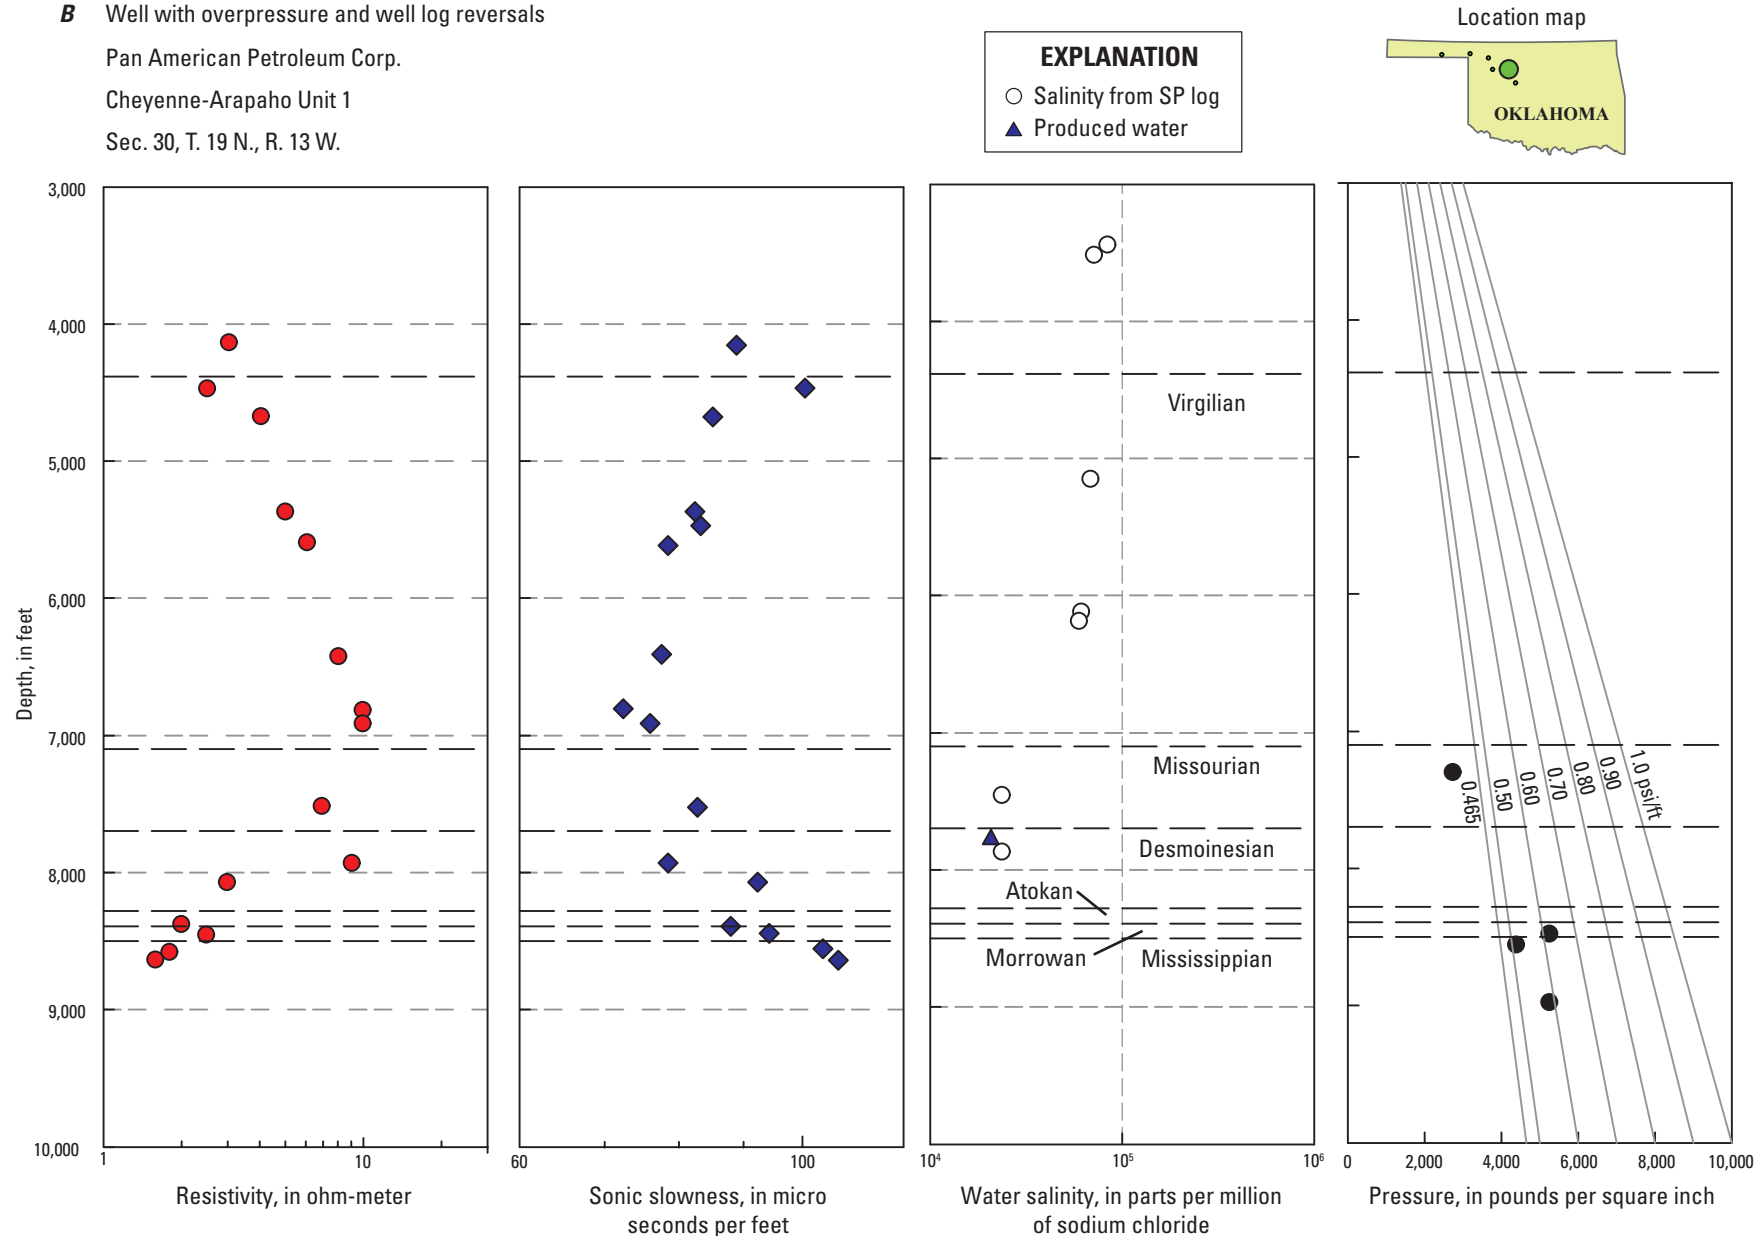 B Well with overpressure and well log reversals
Pan American Petroleum Corp.
Cheyenne-Arapaho Unit 1
Sec. 30, T. 19 N., R. 13 W.
EXPLANATION
Salinity from SP log
Produced water
Location map
OKLAHOMA
Depth, in feet
3,000
4,000
5,000
6,000
7,000
8,000
9,000
10,000
1
10
Resistivity, in ohm-meter
60
100
Sonic slowness, in micro
seconds per feet
Virgilian
Missourian
Desmoinesian
Atokan
Morrowan
Mississippian
10⁴
10⁵
10⁶
Water salinity, in parts per million
of sodium chloride
0.465
0.50
0.60
0.70
0.80
0.90
1.0 psi/ft
0
2,000
4,000
6,000
8,000
10,000
Pressure, in pounds per square inch